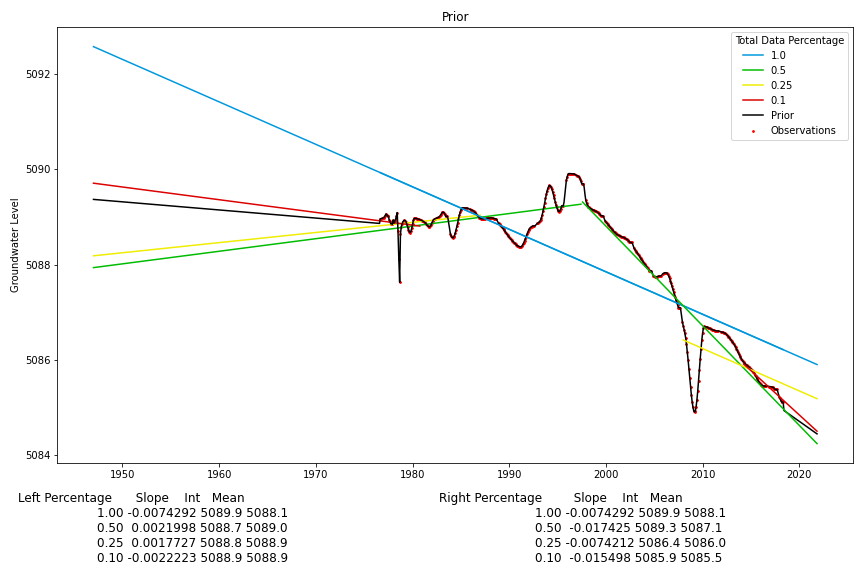 Prior
Total Data Percentage
1.0
0.5
0.25
0.1
Prior
Observations
Groundwater Level
5092
5090
5088
5086
5084
1950 1960 1970 1980 1990 2000 2010 2020
Left Percentage Slope Int Mean
1.00 -0.0074292 5089.9 5088.1
0.50 0.0021998 5088.7 5089.0
0.25 0.0017727 5088.8 5088.9
0.10 -0.0022223 5088.9 5088.9
Right Percentage Slope Int Mean
1.00 -0.0074292 5089.9 5088.1
0.50 -0.017425 5089.3 5087.1
0.25 -0.0074212 5086.4 5086.0
0.10 -0.015498 5085.9 5085.5